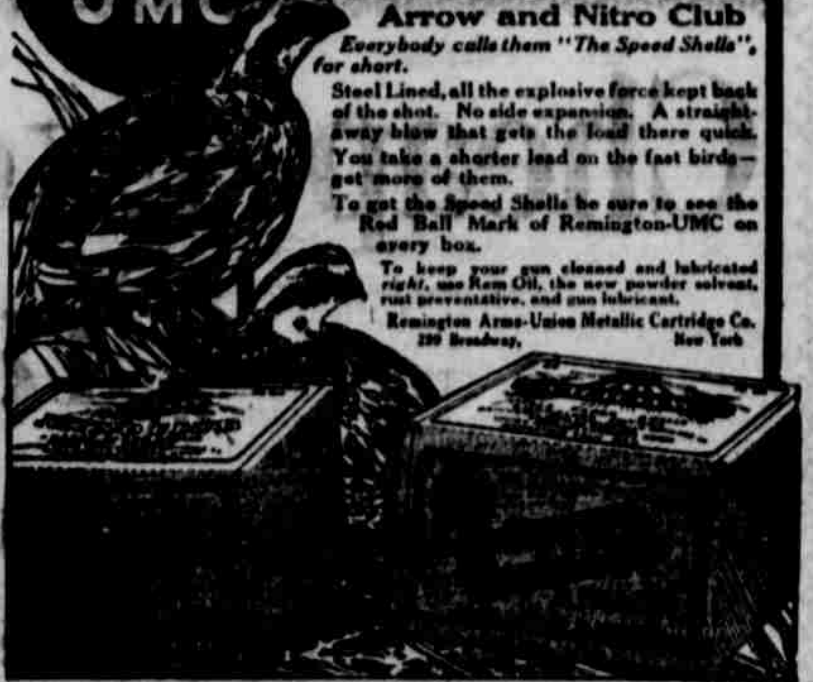 UMC
Arrow and Nitro Club
Everybody calls them "The Speed Shells",
for short.
Steel Lined, all the explosive force kept back
of the shot. No side expansion. A straight-
away blow that gets the load there quick.
You take a shorter lead on the fast birds—
get more of them.
To get the Speed Shells be sure to see the
Red Ball Mark of Remington-UMC on
every box.
To keep your gun cleaned and lubricated
right, use Rem Oil, the new powder solvent,
rust preventative, and gun lubricant.
Remington Arms-Union Metallic Cartridge Co.
299 Broadway, New York